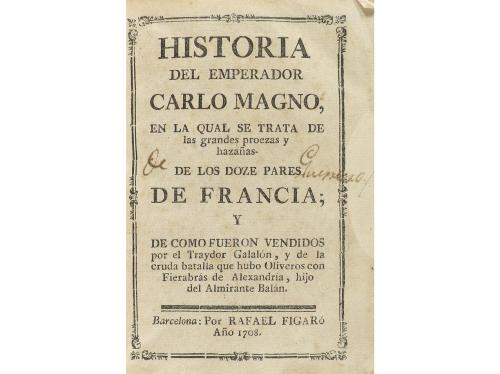 HISTORIA
DEL EMPERADOR
CARLO MAGNO,
EN LA QUAL SE TRATA DE
las grandes proezas y
hazañas
De
DE LOS DOZE PARES
DE FRANCIA;
Y
DE COMO FUERON VENDIDOS
por el Traydor Galalón, y de la
cruda batalla que hubo Oliveros con
Fierabrás de Alexandría, hijo
del Almirante Balán.
Barcelona: Por RAFAEL FIGARó
Año 1708.